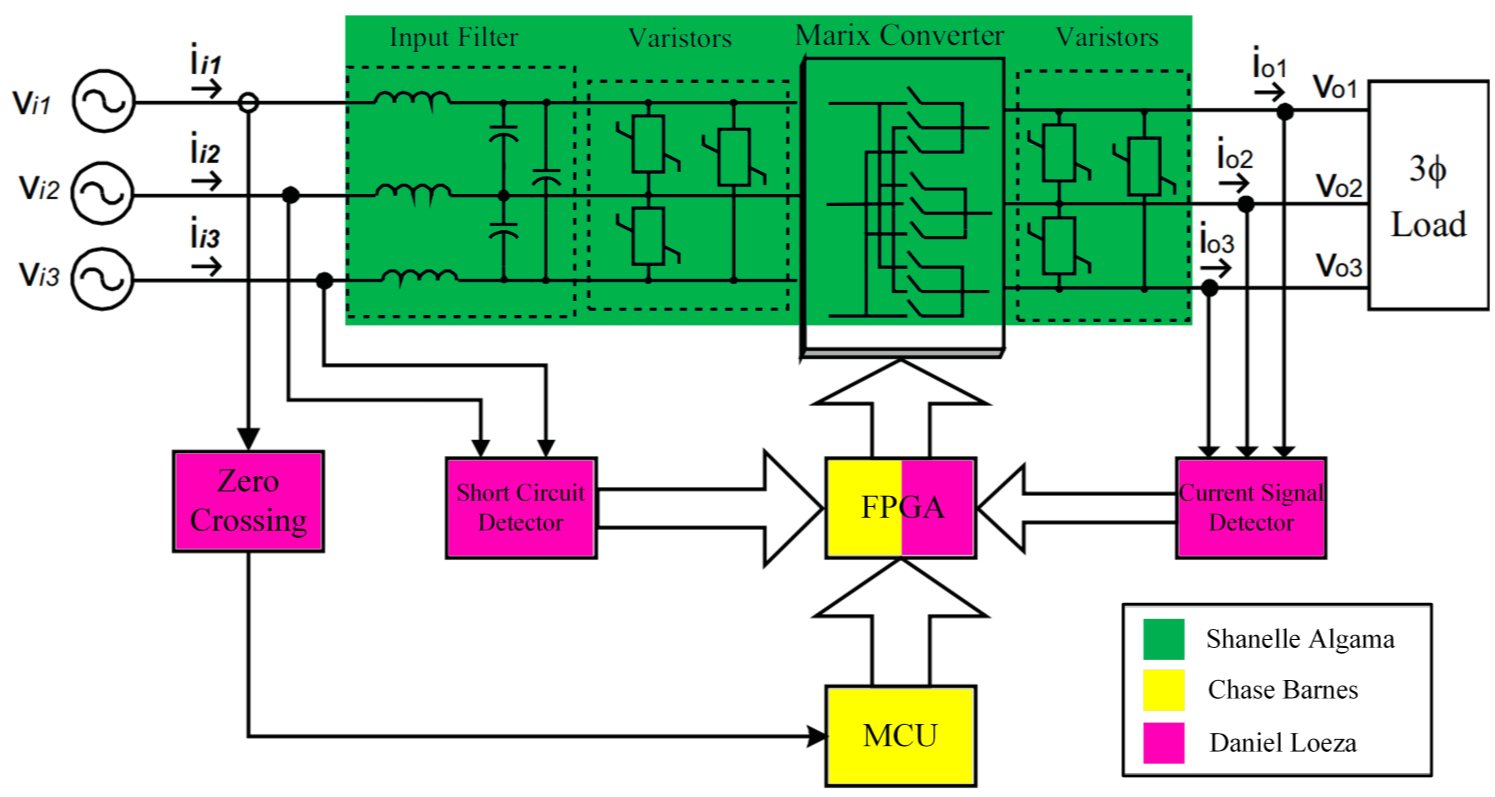 Input Filter
Varistors
Marix Converter
Varistors
ii1
Vi1
ii2
Vi2
ii3
Vi3
io1
Vo1
io2
Vo2
io3
Vo3
3ϕ
Load
Zero
Crossing
Short Circuit
Detector
FPGA
Current Signal
Detector
MCU
Shanelle Algama
Chase Barnes
Daniel Loeza